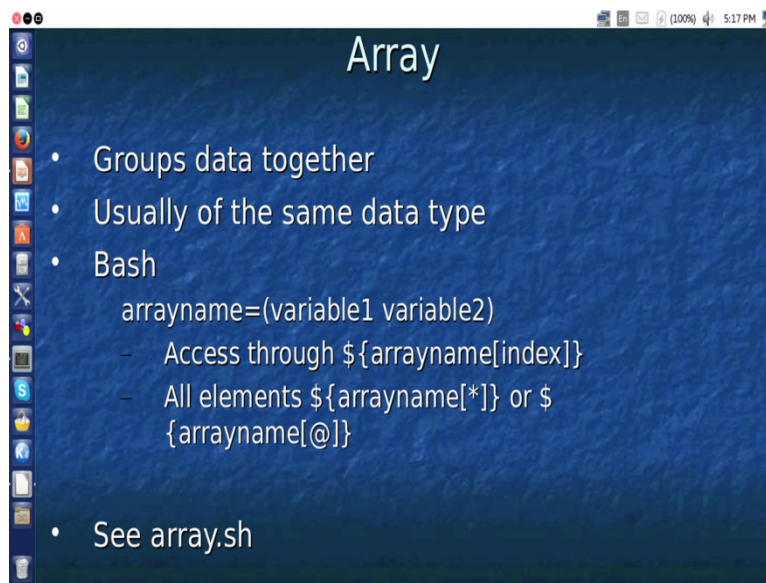 En (100%) 5:17 PM
Array
• Groups data together
• Usually of the same data type
• Bash
arrayname=(variable1 variable2)
– Access through ${arrayname[index]}
– All elements ${arrayname[*]} or $
{arrayname[@]}
• See array.sh